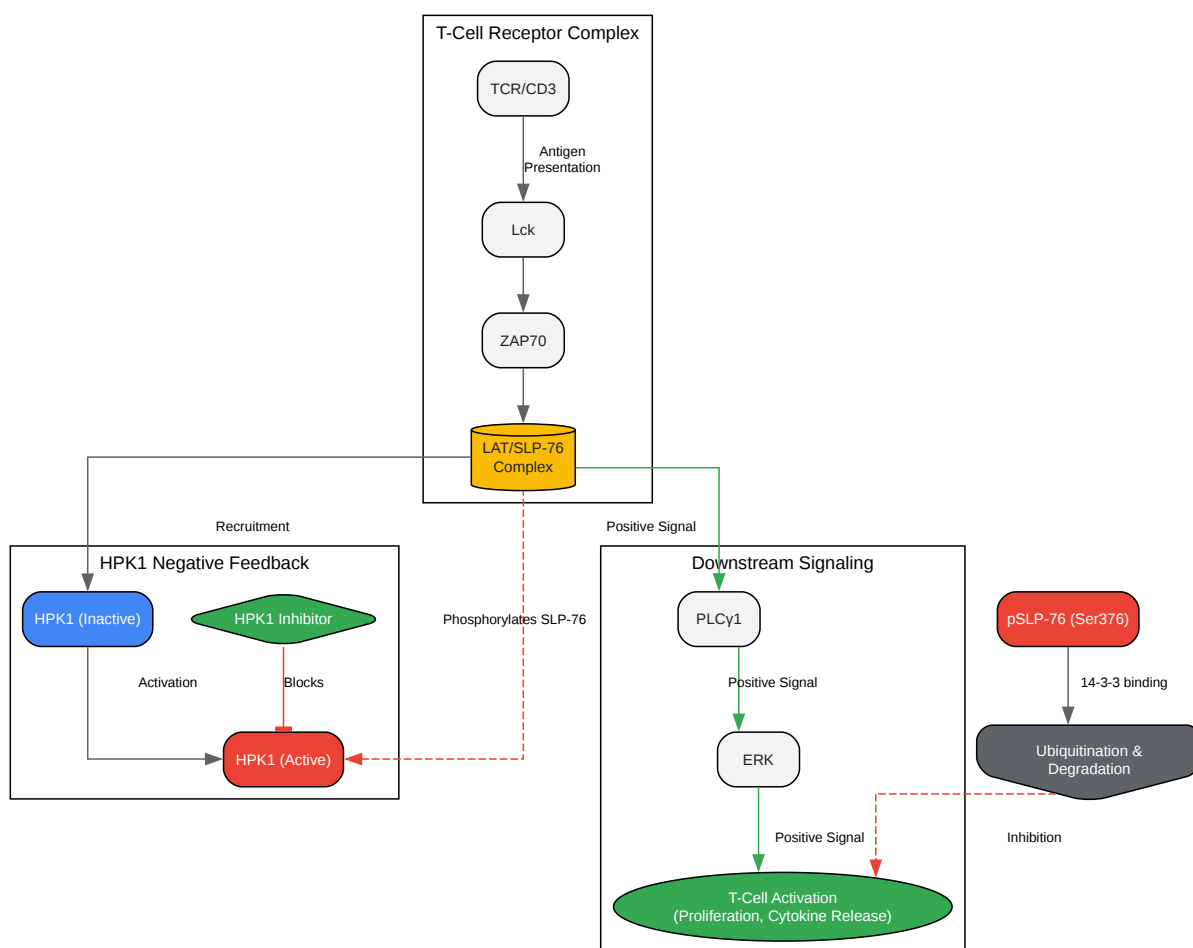 T-Cell Receptor Complex
TCR/CD3
Antigen
Presentation
Lck
ZAP70
LAT/SLP-76
Complex
Recruitment
Positive Signal
HPK1 Negative Feedback
Downstream Signaling
HPK1 (Inactive)
HPK1 Inhibitor
Phosphorylates SLP-76
PLCγ1
pSLP-76 (Ser376)
Activation
Blocks
Positive Signal
14-3-3 binding
HPK1 (Active)
ERK
Ubiquitination &
Degradation
Positive Signal
Inhibition
T-Cell Activation
(Proliferation, Cytokine Release)